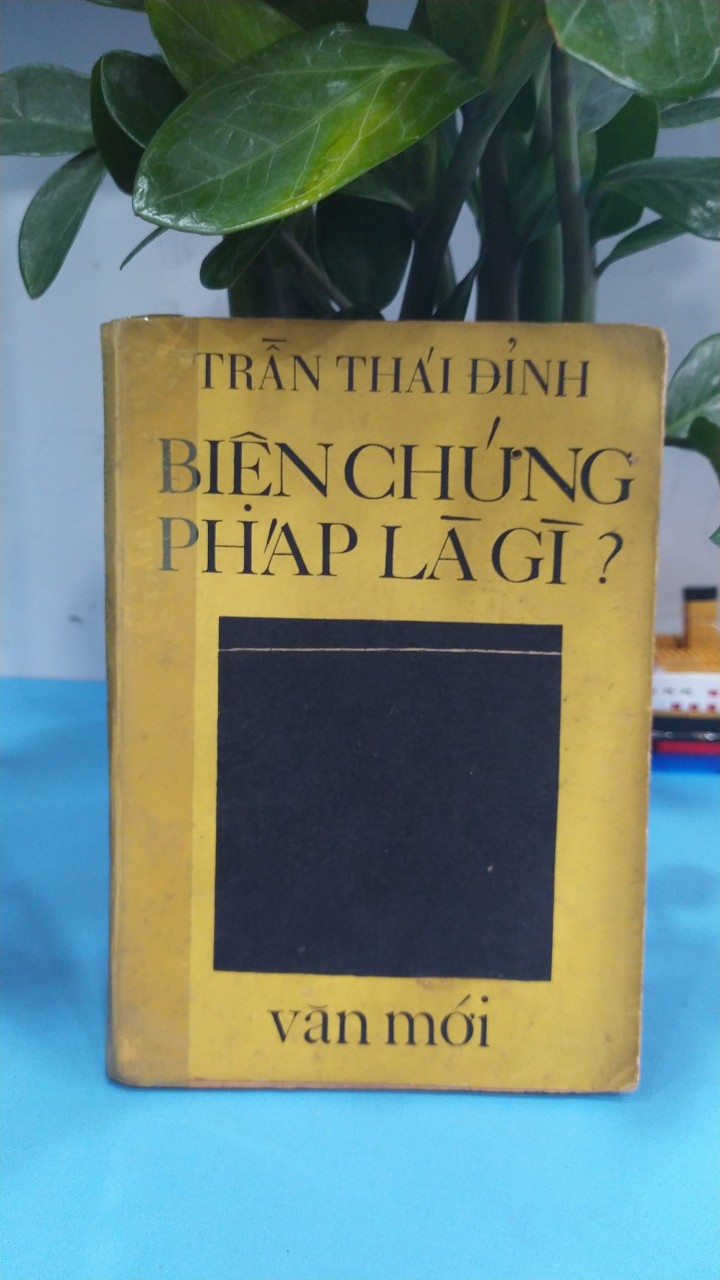 TRẦN THÁI ĐỈNH
BIỆN CHỨNG
PHÁP LÀ GÌ ?
văn mới